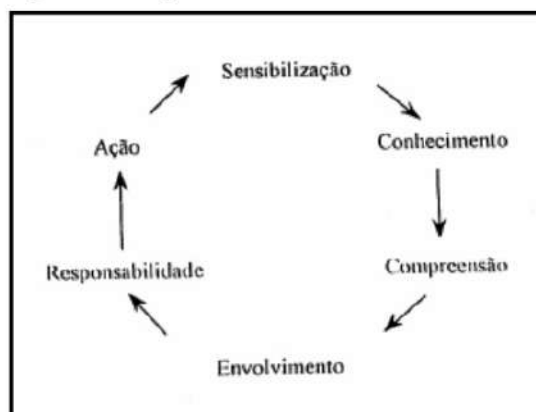 Sensibilização
Ação
Conhecimento
Responsabilidade
Compreensão
Envolvimento